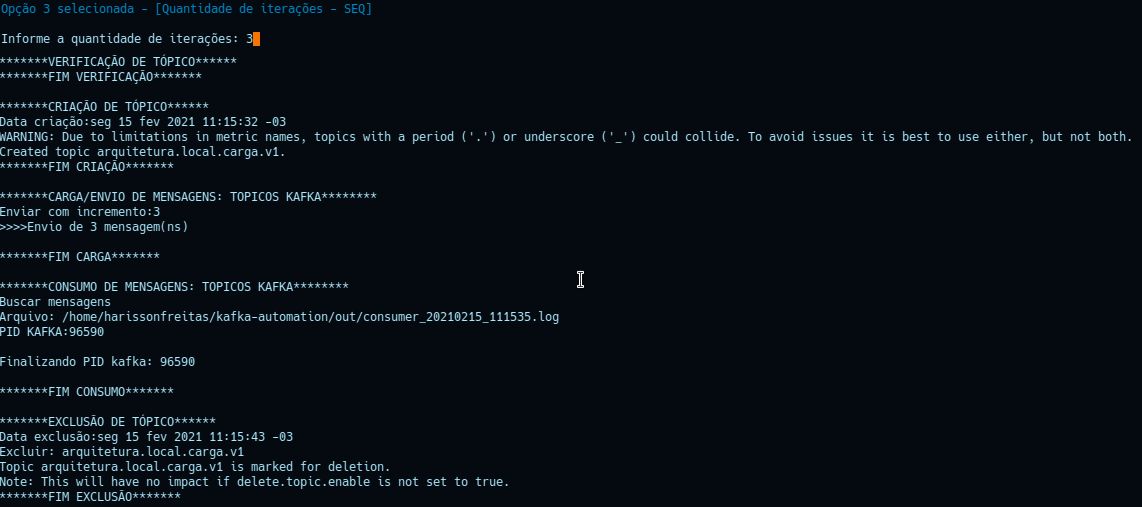 Opção 3 selecionada – [Quantidade de iterações – SEQ]
Informe a quantidade de iterações: 3
*******VERIFICAÇÃO DE TÓPICO******
*******FIM VERIFICAÇÃO*******
*******CRIAÇÃO DE TÓPICO******
Data criação:seg 15 fev 2021 11:15:32 -03
WARNING: Due to limitations in metric names, topics with a period ('.') or underscore ('_') could collide. To avoid issues it is best to use either, but not both.
Created topic arquitetura.local.carga.v1.
*******FIM CRIAÇÃO*******
*******CARGA/ENVIO DE MENSAGENS: TOPICOS KAFKA********
Enviar com incremento:3
>>>>Envio de 3 mensagem(ns)
*******FIM CARGA*******
*******CONSUMO DE MENSAGENS: TOPICOS KAFKA********
Buscar mensagens
Arquivo: /home/harissonfreitas/kafka-automation/out/consumer_20210215_111535.log
PID KAFKA:96590
Finalizando PID kafka: 96590
*******FIM CONSUMO*******
*******EXCLUSÃO DE TÓPICO******
Data exclusão:seg 15 fev 2021 11:15:43 -03
Excluir: arquitetura.local.carga.v1
Topic arquitetura.local.carga.v1 is marked for deletion.
Note: This will have no impact if delete.topic.enable is not set to true.
*******FIM EXCLUSÃO*******